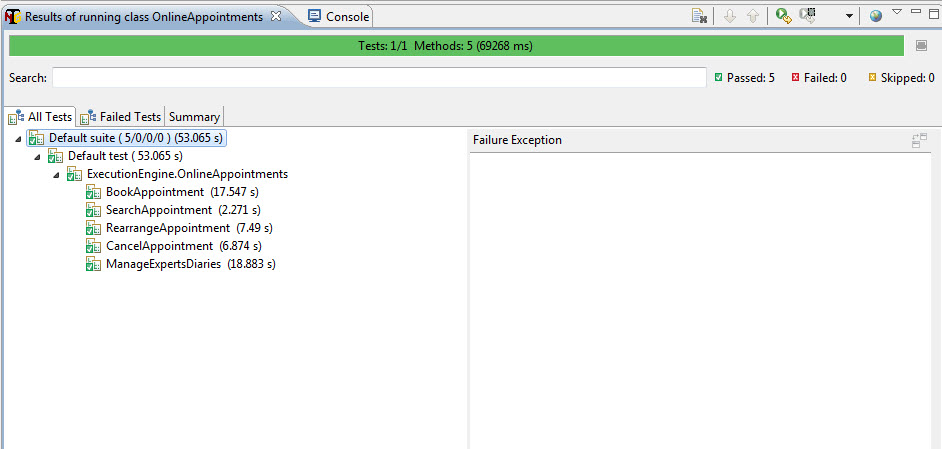 Results of running class OnlineAppointments
Console
Tests: 1/1 Methods: 5 (69268 ms)
Search:
Passed: 5
Failed: 0
Skipped: 0
All Tests
Failed Tests
Summary
Default suite ( 5/0/0/0 ) (53.065 s)
Failure Exception
Default test ( 53.065 s)
ExecutionEngine.OnlineAppointments
BookAppointment (17.547 s)
SearchAppointment (2.271 s)
RearrangeAppointment (7.49 s)
CancelAppointment (6.874 s)
ManageExpertsDiaries (18.883 s)